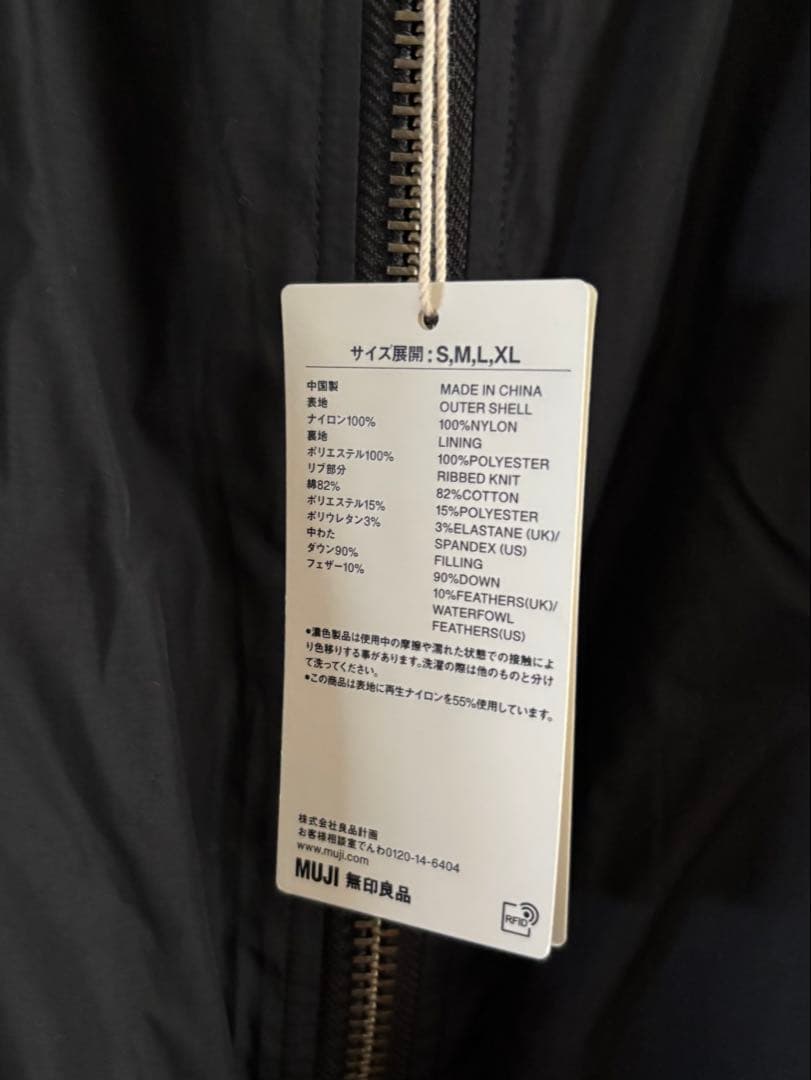 サイズ展開:S,M,L,XL
中国製
表地
ナイロン100%
裏地
ポリエステル100%
リブ部分
綿82%
ポリエステル15%
ポリウレタン3%
中わた
ダウン90%
フェザー10%
MADE IN CHINA
OUTER SHELL
100%NYLON
LINING
100%POLYESTER
RIBBED KNIT
82%COTTON
15%POLYESTER
3%ELASTANE (UK)/
SPANDEX (US)
FILLING
90%DOWN
10%FEATHERS(UK)/
WATERFOWL
FEATHERS(US)
●濃色製品は使用中の摩擦や濡れた状態での接触によ
り色移りする事があります。洗濯の際は他のものと分け
て洗ってください。
●この商品は表地に再生ナイロンを55%使用しています。
株式会社良品計画
お客様相談室でんわ0120-14-6404
www.muji.com
MUJI 無印良品
RFID